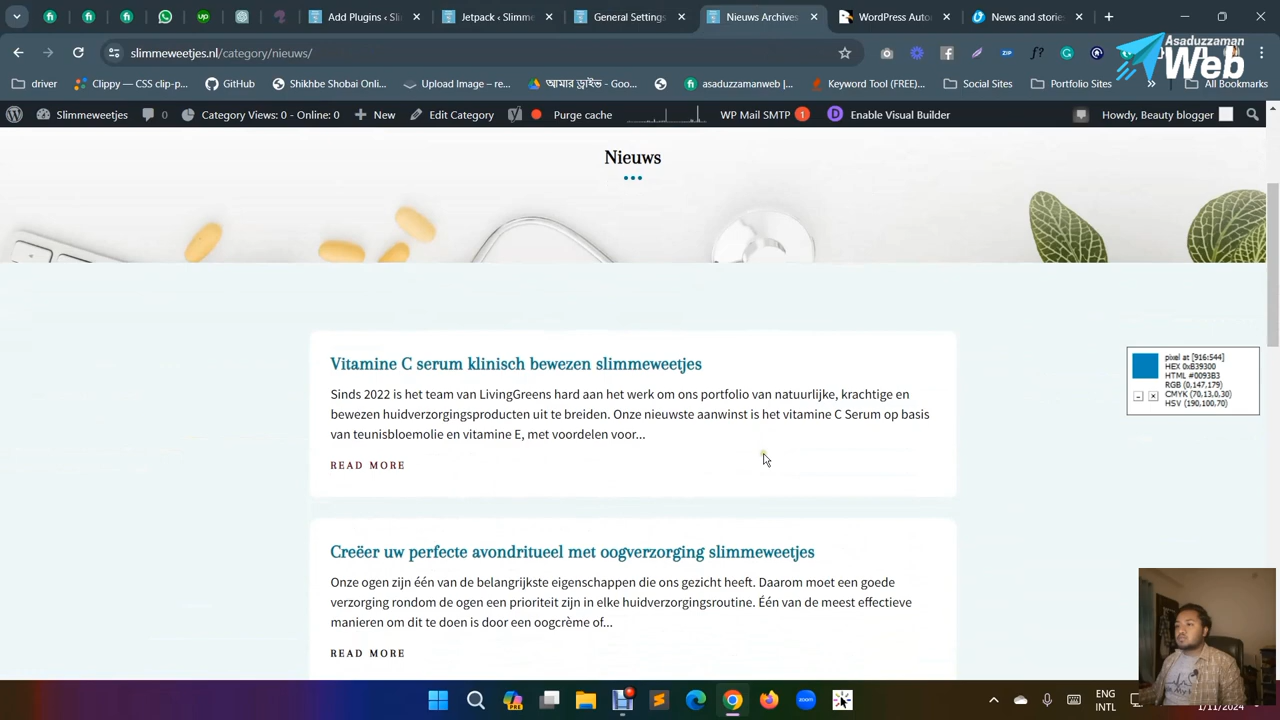 Add Plugins ‹ Sli
Jetpack ‹ Slimme
General Settings
Nieuws Archives
WordPress Auto
News and stories
slimmeweetjes.nl/category/nieuws/
Asaduzzaman
Web
driver
Clippy — CSS clip-p...
GitHub
Shikhbe Shobai Onli...
Upload Image – re...
আমার ড্রাইভ - Goo...
asaduzzamanweb |...
Keyword Tool (FREE)...
Social Sites
Portfolio Sites
All Bookmarks
Slimmeweetjes
0
Category Views: 0 - Online: 0
New
Edit Category
Purge cache
WP Mail SMTP 1
Enable Visual Builder
Howdy, Beauty blogger
Nieuws
Vitamine C serum klinisch bewezen slimmeweetjes
Sinds 2022 is het team van LivingGreens hard aan het werk om ons portfolio van natuurlijke, krachtige en
bewezen huidverzorgingsproducten uit te breiden. Onze nieuwste aanwinst is het vitamine C Serum op basis
van teunisbloemolie en vitamine E, met voordelen voor...
READ MORE
pixel at [916:544]
HEX 0xB39300
HTML #0093B3
RGB (0,147,179)
CMYK (70,13,0,30)
HSV (190,100,70)
Creëer uw perfecte avondritueel met oogverzorging slimmeweetjes
Onze ogen zijn één van de belangrijkste eigenschappen die ons gezicht heeft. Daarom moet een goede
verzorging rondom de ogen een prioriteit zijn in elke huidverzorgingsroutine. Één van de meest effectieve
manieren om dit te doen is door een oogcrème of...
READ MORE
ENG
INTL
1/11/2024